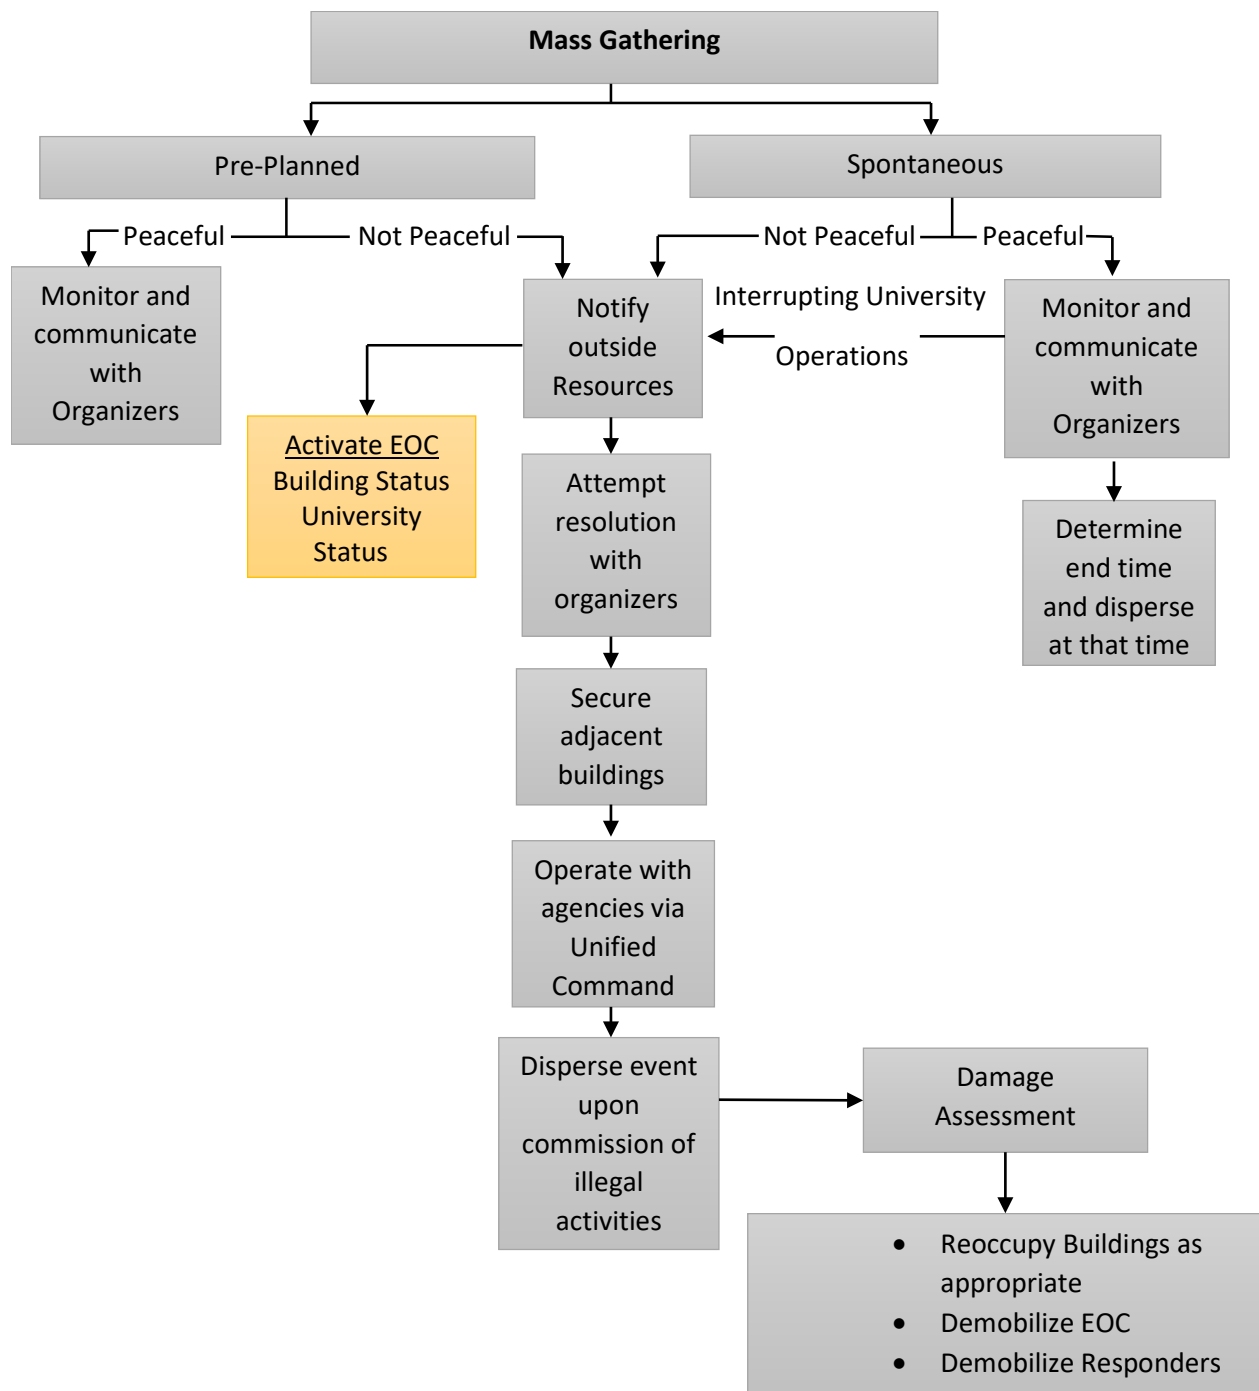 Mass Gathering
Pre-Planned
Spontaneous
Peaceful
Not Peaceful
Not Peaceful
Peaceful
Monitor and
communicate
with
Organizers
Notify
outside
Resources
Interrupting University
Operations
Monitor and
communicate
with
Organizers
Activate EOC
Building Status
University
Status
Attempt
resolution
with
organizers
Determine
end time
and disperse
at that time
Secure
adjacent
buildings
Operate with
agencies via
Unified
Command
Disperse event
upon
commission of
illegal
activities
Damage
Assessment
• Reoccupy Buildings as
appropriate
• Demobilize EOC
• Demobilize Responders